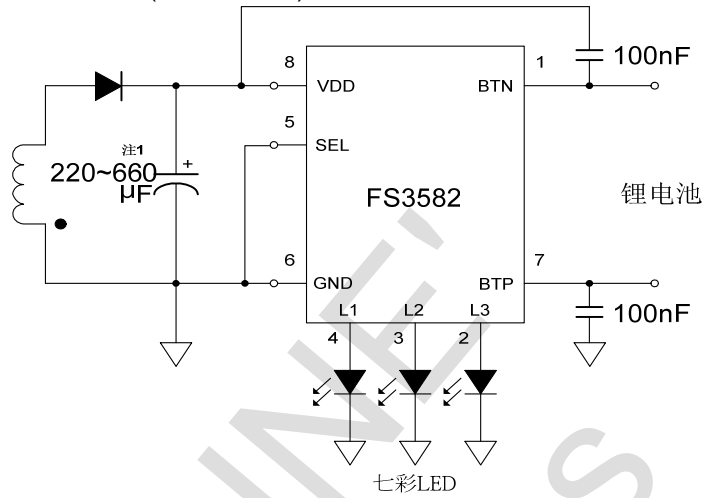 8
1
100nF
VDD
BTN
5
SEL
注1
220~660
+
μF
FS3582
锂电池
6
7
GND
BTP
L1 L2 L3
100nF
4 3 2
七彩LED